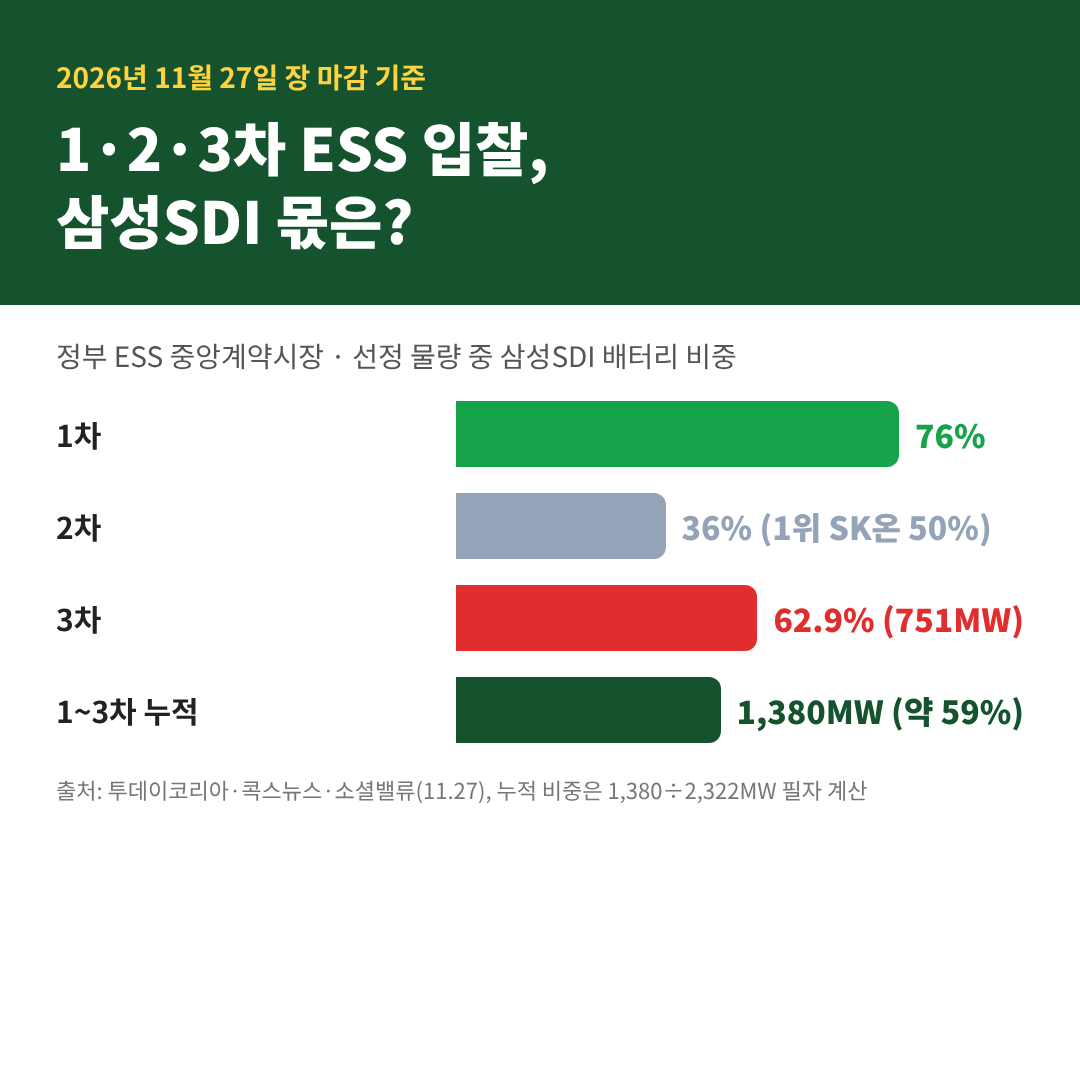 2026년 11월 27일 장 마감 기준
1·2·3차 ESS 입찰,
삼성SDI 몫은?
정부 ESS 중앙계약시장 · 선정 물량 중 삼성SDI 배터리 비중
1차 76%
2차 36% (1위 SK온 50%)
3차 62.9% (751MW)
1~3차 누적 1,380MW (약 59%)
출처: 투데이코리아·콕스뉴스·소셜밸류(11.27), 누적 비중은 1,380÷2,322MW 필자 계산